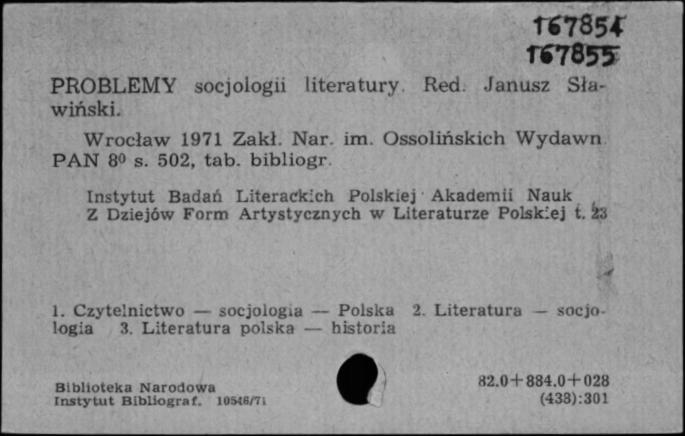 167854
167855
PROBLEMY socjologii literatury. Red. Janusz Sła-
wiński.
Wrocław 1971 Zakł. Nar. im. Ossolińskich Wydawn.
PAN 8⁰ s. 502, tab. bibliogr.
Instytut Badań Literackich Polskiej Akademii Nauk
Z Dziejów Form Artystycznych w Literaturze Polskiej t. 23
1. Czytelnictwo — socjologia — Polska 2. Literatura — socjo-
logia 3. Literatura polska — historia
Biblioteka Narodowa
Instytut Bibliograf. 10546/71
82.0+884.0+028
(438):301